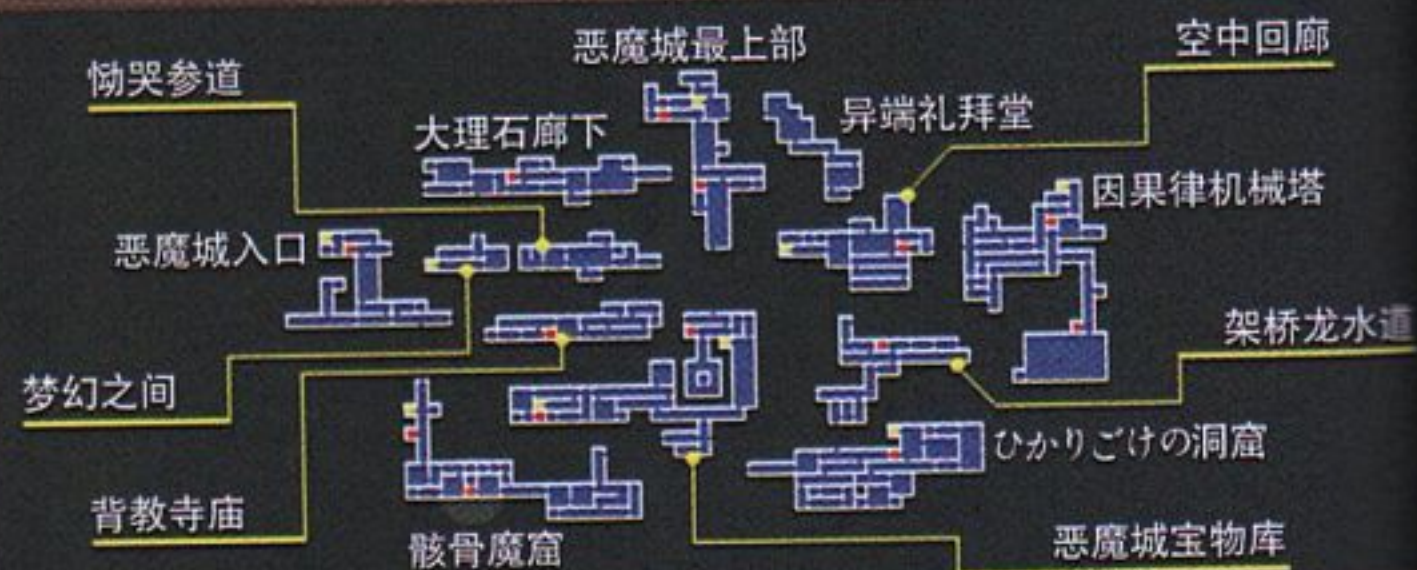 恶魔城最上部
空中回廊
恸哭参道
大理石廊下
异端礼拜堂
因果律机械塔
恶魔城入口
架桥龙水道
梦幻之间
ひかりごけの洞窟
背教寺庙
骸骨魔窟
恶魔城宝物库